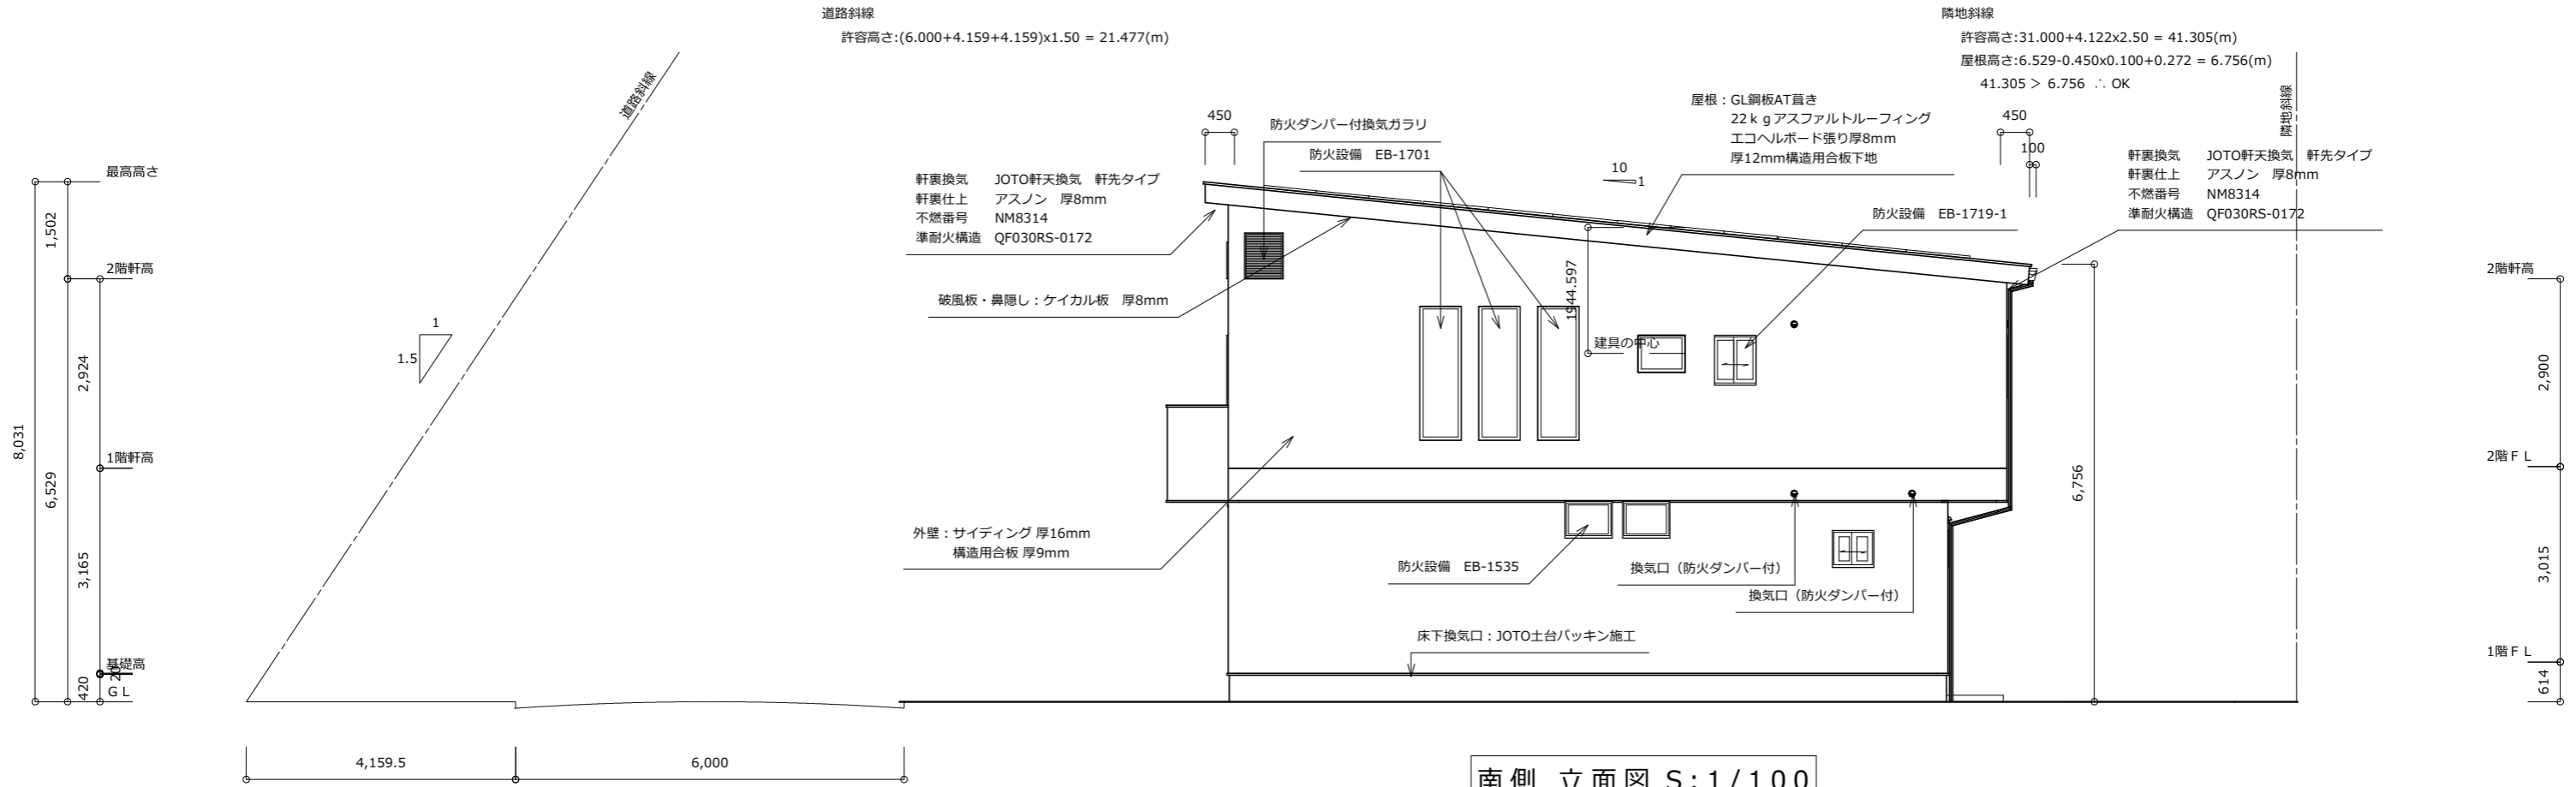 道路斜線
許容高さ:(6.000+4.159+4.159)x1.50 = 21.477(m)
隣地斜線
許容高さ:31.000+4.122x2.50 = 41.305(m)
屋根高さ:6.529-0.450x0.100+0.272 = 6.756(m)
41.305 > 6.756 ∴ OK
道路斜線
隣地斜線
屋根：GL鋼板AT葺き
22ｋｇアスファルトルーフィング
エコヘルボード張り厚8mm
厚12mm構造用合板下地
450
防火ダンパー付換気ガラリ
防火設備　EB-1701
450
100
軒裏換気　JOTO軒天換気　軒先タイプ
軒裏仕上　アスノン　厚8mm
不燃番号　NM8314
準耐火構造　QF030RS-0172
軒裏換気　JOTO軒天換気　軒先タイプ
軒裏仕上　アスノン　厚8mm
不燃番号　NM8314
準耐火構造　QF030RS-0172
10
1
防火設備　EB-1719-1
最高高さ
1,502
2階軒高
2,924
8,031
6,529
1階軒高
3,165
基礎高
20
420
ＧＬ
1
1.5
破風板・鼻隠し：ケイカル板　厚8mm
1944.597
建具の中心
外壁：サイディング 厚16mm
構造用合板 厚9mm
防火設備　EB-1535
換気口（防火ダンパー付）
換気口（防火ダンパー付）
床下換気口：JOTO土台パッキン施工
6,756
2階軒高
2,900
2階ＦＬ
3,015
1階ＦＬ
614
4,159.5
6,000
南側 立面図 S:1/100